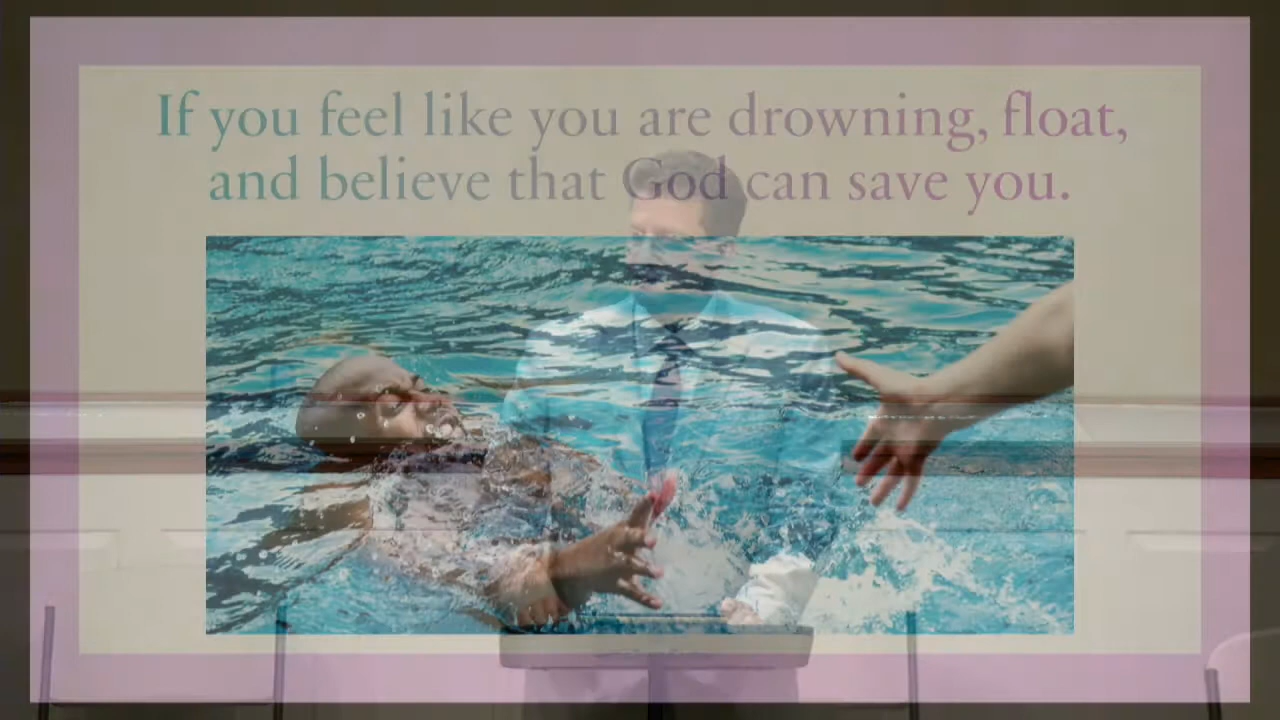 If you feel like you are drowning, float,
and believe that God can save you.